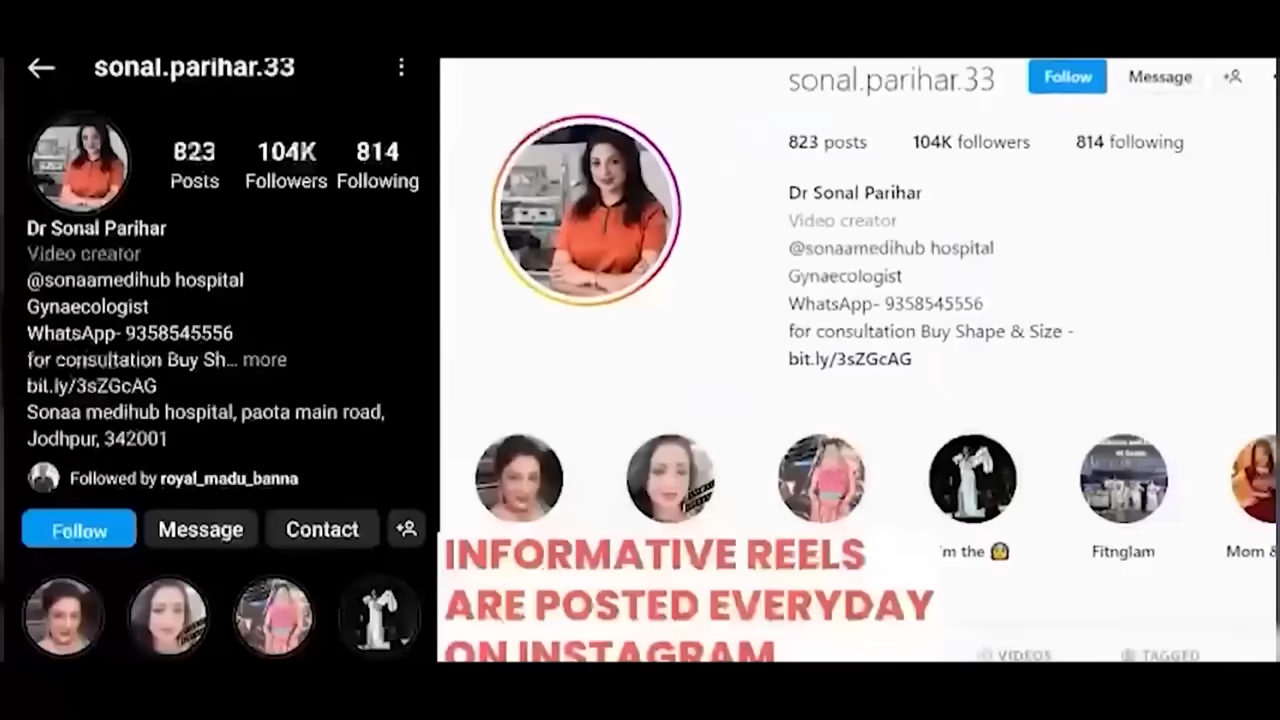 sonal.parihar.33
823 104K 814
Posts Followers Following
Dr Sonal Parihar
Video creator
@sonaamedihub hospital
Gynaecologist
WhatsApp- 9358545556
for consultation Buy Sh... more
bit.ly/3sZGcAG
Sonaa medihub hospital, paota main road,
Jodhpur, 342001
Followed by royal_madu_banna
Follow Message Contact
sonal.parihar.33 Follow Message
823 posts 104K followers 814 following
Dr Sonal Parihar
Video creator
@sonaamedihub hospital
Gynaecologist
WhatsApp- 9358545556
for consultation Buy Shape & Size -
bit.ly/3sZGcAG
'm the 😨 Fitnglam Mom &
INFORMATIVE REELS
ARE POSTED EVERYDAY
ON INSTAGRAM
VIDEOS TAGGED